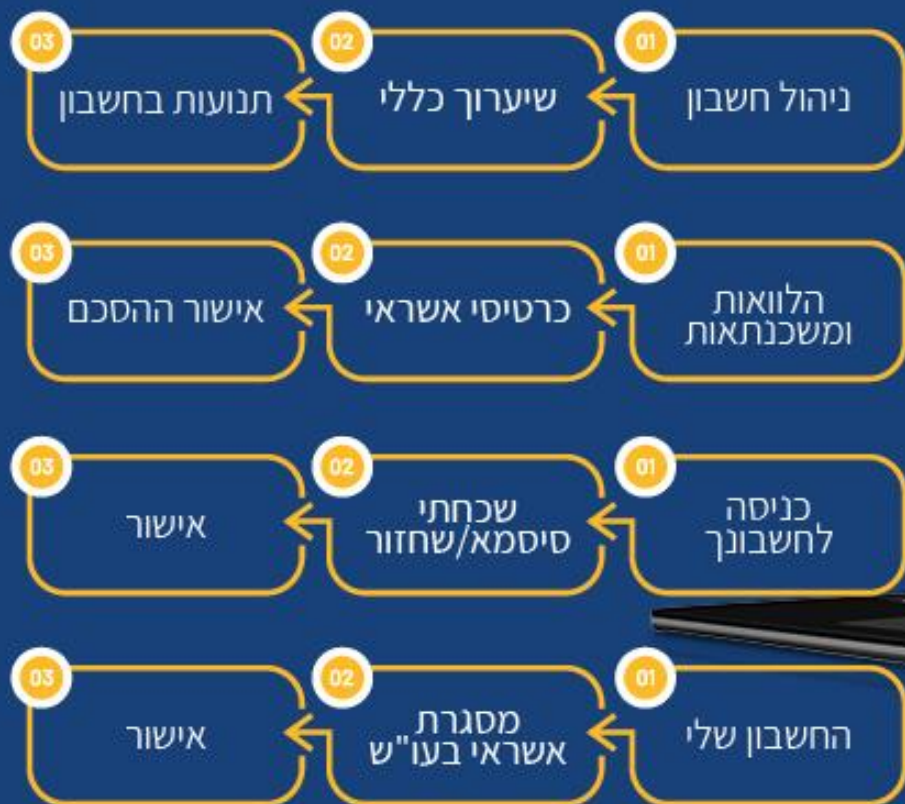 01
ניהול חשבון
02
שיערוך כללי
03
תנועות בחשבון
01
הלוואות
ומשכנתאות
02
כרטיסי אשראי
03
אישור ההסכם
01
כניסה
לחשבונך
02
שכחתי
סיסמא/שחזור
03
אישור
01
החשבון שלי
02
מסגרת
אשראי בעו"ש
03
אישור